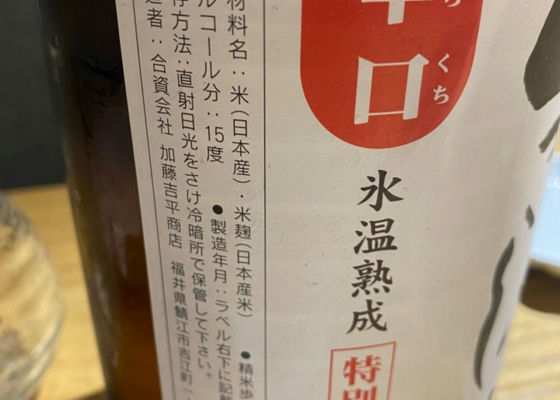 辛口
くち
氷温熟成
特別
材料名：米(日本産)・米麹(日本産米) ●精米歩
ルコール分：15度 ●製造年月：ラベル右下に記載
存方法：直射日光をさけ冷暗所で保管して下さい。
造者：合資会社 加藤吉平商店 福井県鯖江市吉江町一